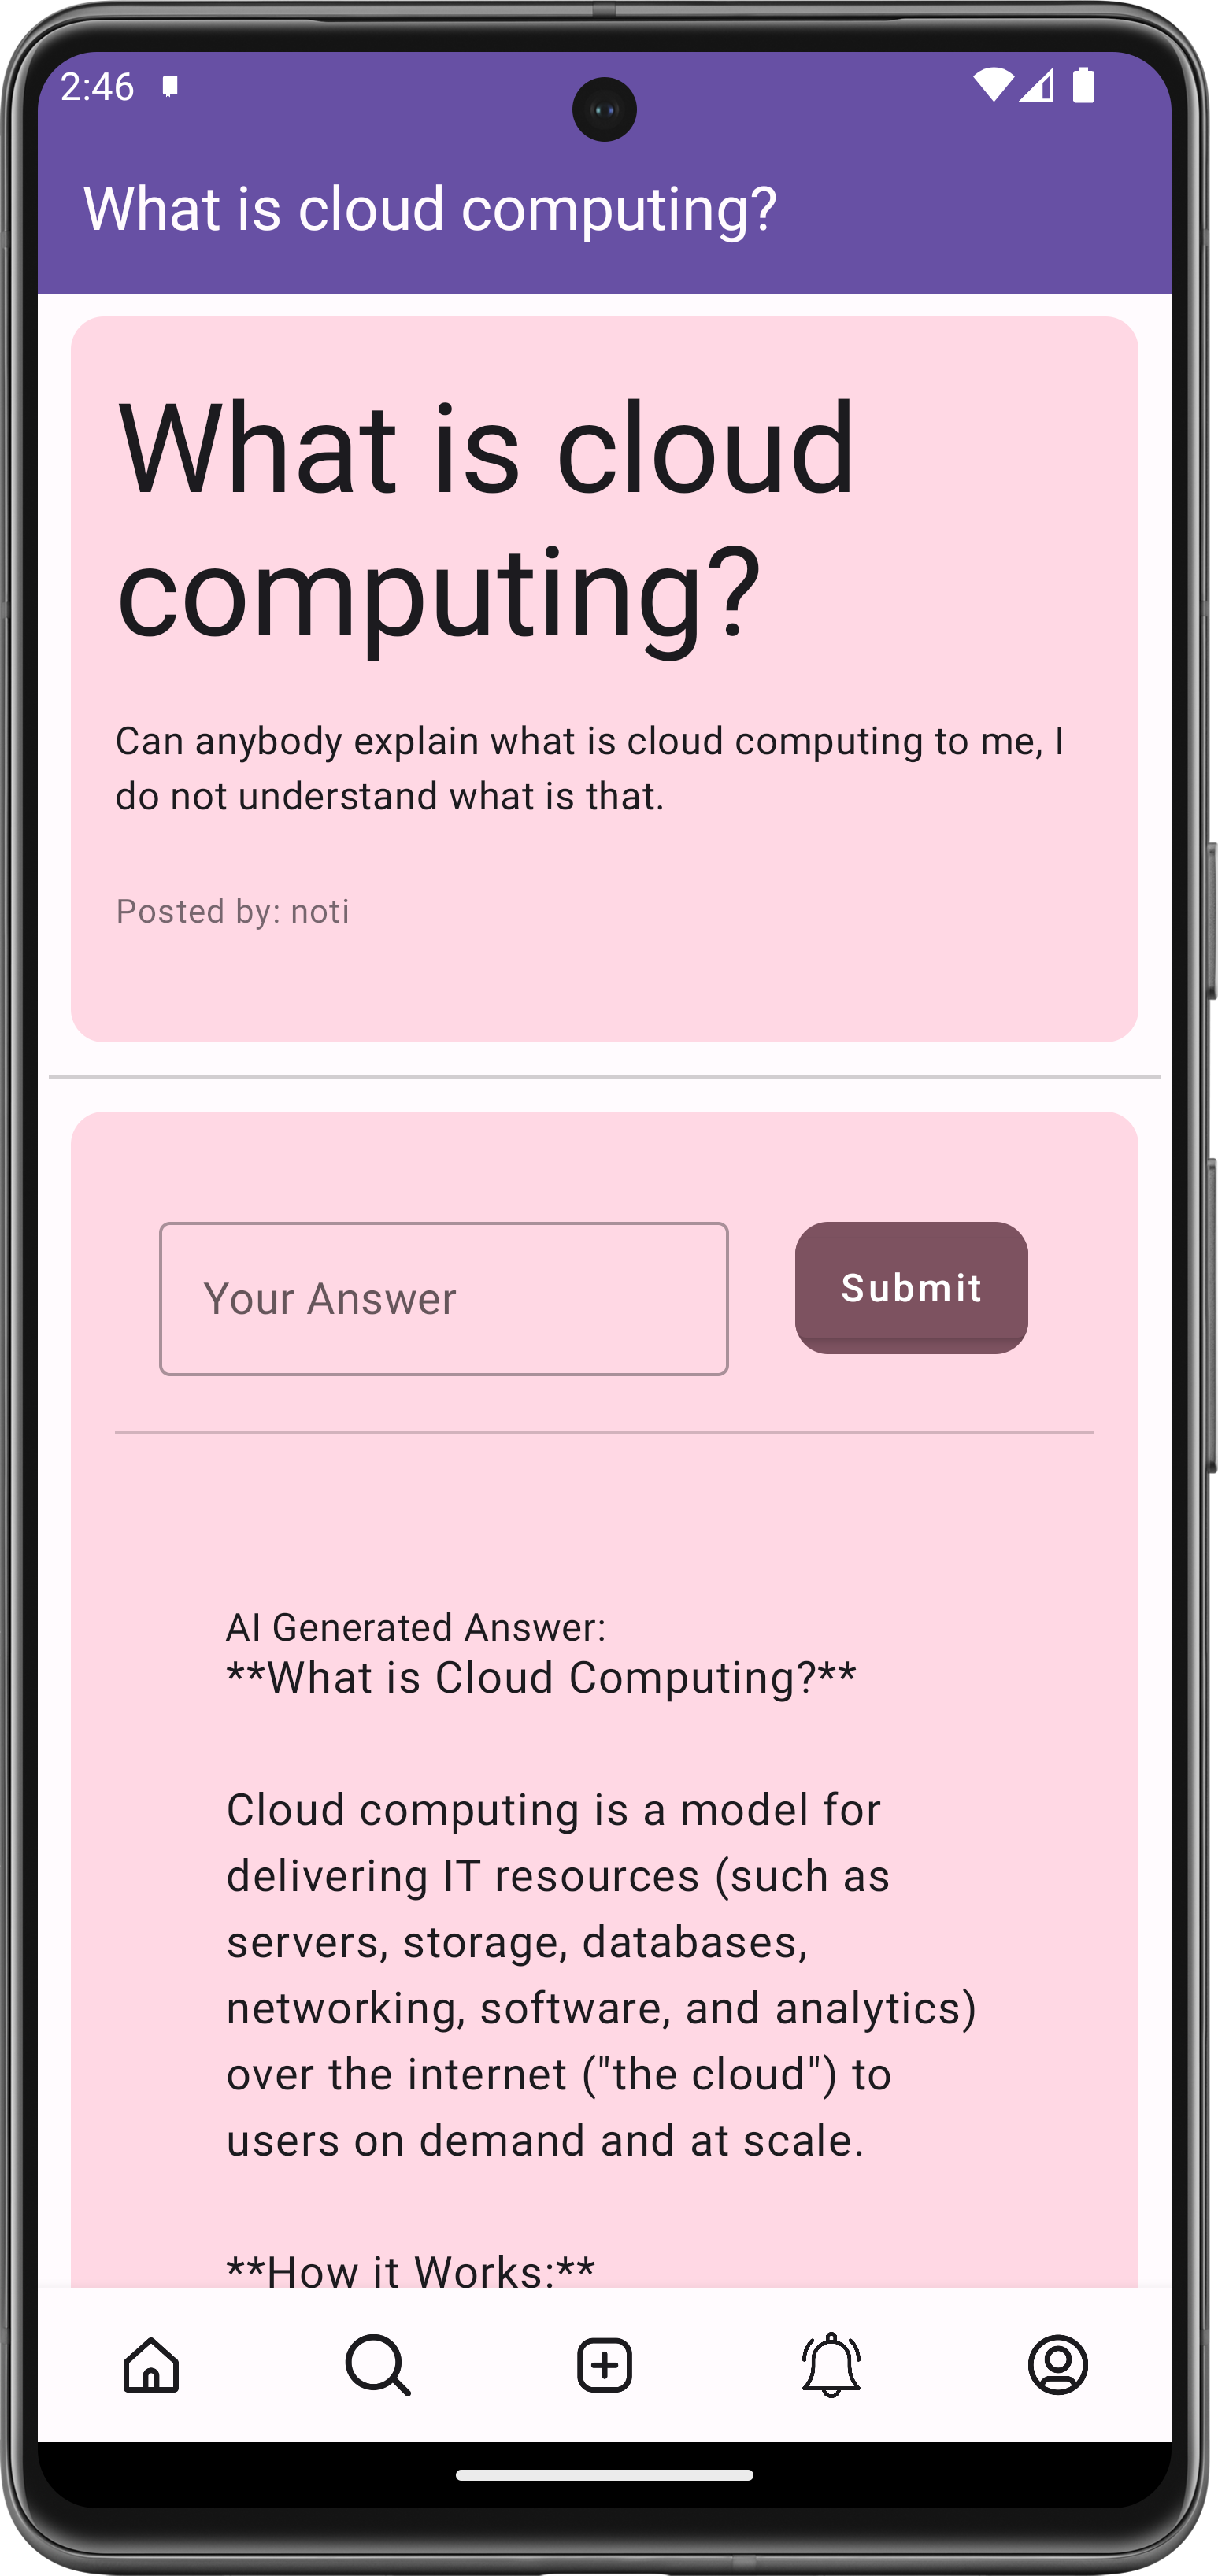 2:46
What is cloud computing?
What is cloud
computing?
Can anybody explain what is cloud computing to me, I
do not understand what is that.
Posted by: noti
Your Answer
Submit
AI Generated Answer:
**What is Cloud Computing?**
Cloud computing is a model for
delivering IT resources (such as
servers, storage, databases,
networking, software, and analytics)
over the internet ("the cloud") to
users on demand and at scale.
**How it Works:**